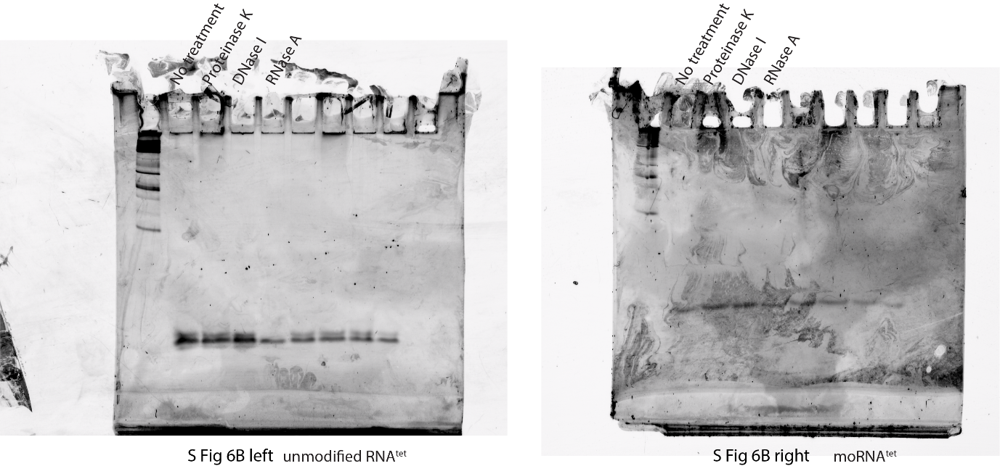 No treatment
Proteinase K
DNase I
RNase A
No treatment
Proteinase K
DNase I
RNase A
S Fig 6B left unmodified RNAᵗᵉᵗ
S Fig 6B right moRNAᵗᵉᵗ